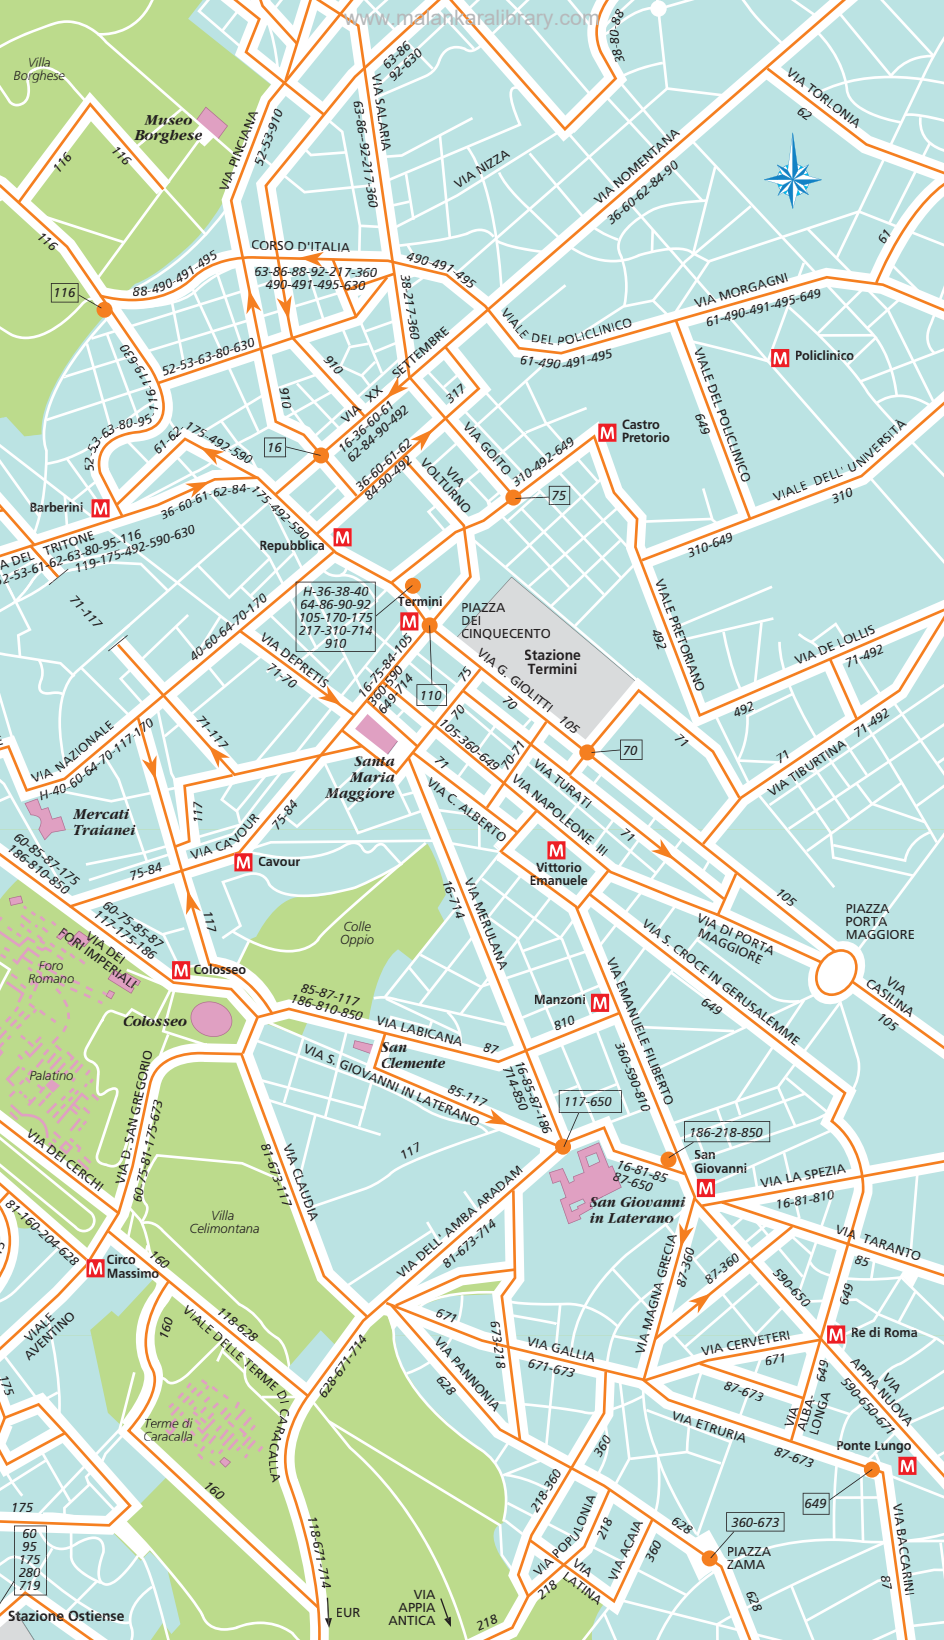 www.malankaralibrary.com
38-80-88
63-86
92-630
Villa
Borghese
VIA SALARIA
63-86--92-217-360
VIA TORLONIA
62
Museo
Borghese
VIA PINCIANA
52-53-910
VIA NIZZA
VIA NOMENTANA
36-60-62-84-90
116
116
116
61
CORSO D'ITALIA
88-490-491-495
63-86-88-92-217-360
490-491-495-630
490-491-495
116
38-217-360
VIA MORGAGNI
61-490-491-495-649
VIALE DEL POLICLINICO
61-490-491-495
M Policlinico
52-53-63-80-630
116-119-630
910
910
VIA XX SETTEMBRE
317
VIALE DEL POLICLINICO
649
52-53-63-80-95
61-62
175-492-590
16
16-36-60-61
62-84-90-492
VIA GOITO
M Castro
Pretorio
310-492-649
36-60-61-62
84-90-492
VIA
VOLTURNO
75
VIALE DELL' UNIVERSITÀ
310
Barberini M
36-60-61-62-84-175-492-590
Repubblica M
310-649
A DEL TRITONE
52-53-61-62-63-80-95-116
119-175-492-590-630
71-117
H-36-38-40
64-86-90-92
105-170-175
217-310-714
910
Termini
M
PIAZZA
DEI
CINQUECENTO
Stazione
Termini
VIALE PRETORIANO
492
40-60-64-70-170
VIA DEPRETIS
71-70
16-75-84-105
360-590
649-714
110
VIA G. GIOLITTI
75
70
105
70
VIA DE LOLLIS
71-492
492
71-492
71
71
VIA TIBURTINA
VIA NAZIONALE
H-40-60-64-70-117-170
71-117
105-360-649
70-71
70
71
Santa
Maria
Maggiore
VIA TURATI
VIA NAPOLEONE III
VIA C. ALBERTO
71
Mercati
Traianei
117
75-84
VIA CAVOUR
60-85-87-175
186-810-850
75-84
M Cavour
M
Vittorio
Emanuele
16-714
VIA MERULANA
105
60-75-85-87
117-175-186
VIA DEI
FORI IMPERIALI
117
Colle
Oppio
VIA DI PORTA
MAGGIORE
PIAZZA
PORTA
MAGGIORE
VIA S. CROCE IN GERUSALEMME
649
Foro
Romano
M Colosseo
85-87-117
186-810-850
Manzoni M
VIA
CASILINA
105
Colosseo
VIA LABICANA
87
810
VIA EMANUELE FILIBERTO
360-590-810
San
Clemente
VIA S. GIOVANNI IN LATERANO
85-117
Palatino
16-85-87-186
714-850
117-650
VIA D. SAN GREGORIO
60-75-81-175-673
VIA DEI CERCHI
VIA CLAUDIA
81-673-117
117
186-218-850
16-81-85
87-650
San
Giovanni
M
VIA LA SPEZIA
16-81-810
San Giovanni
in Laterano
Villa
Celimontana
81-160-204-628
VIA DELL' AMBA ARADAM
81-673-714
VIA TARANTO
85
M Circo
Massimo
160
VIA MAGNA GRECIA
87-360
87-360
590-650
649
VIALE
AVENTINO
160
118-628
VIALE DELLE TERME DI CARACALLA
671
673/218
VIA GALLIA
671-673
VIA CERVETERI
671
M Re di Roma
628-671-714
VIA PANNONIA
628
175
87-673
649
VIA
ALBA-
LONGA
VIA
APPIA NUOVA
590-650-671
Terme di
Caracalla
VIA ETRURIA
87-673
Ponte Lungo
M
360
218-360
160
175
649
60
95
175
280
719
118-671-714
VIA POPULONIA
218
VIA ACAIA
360
628
360-673
PIAZZA
ZAMA
VIA
LATINA
218
VIA BACCARINI
87
628
Stazione Ostiense
EUR
VIA
APPIA
ANTICA
218